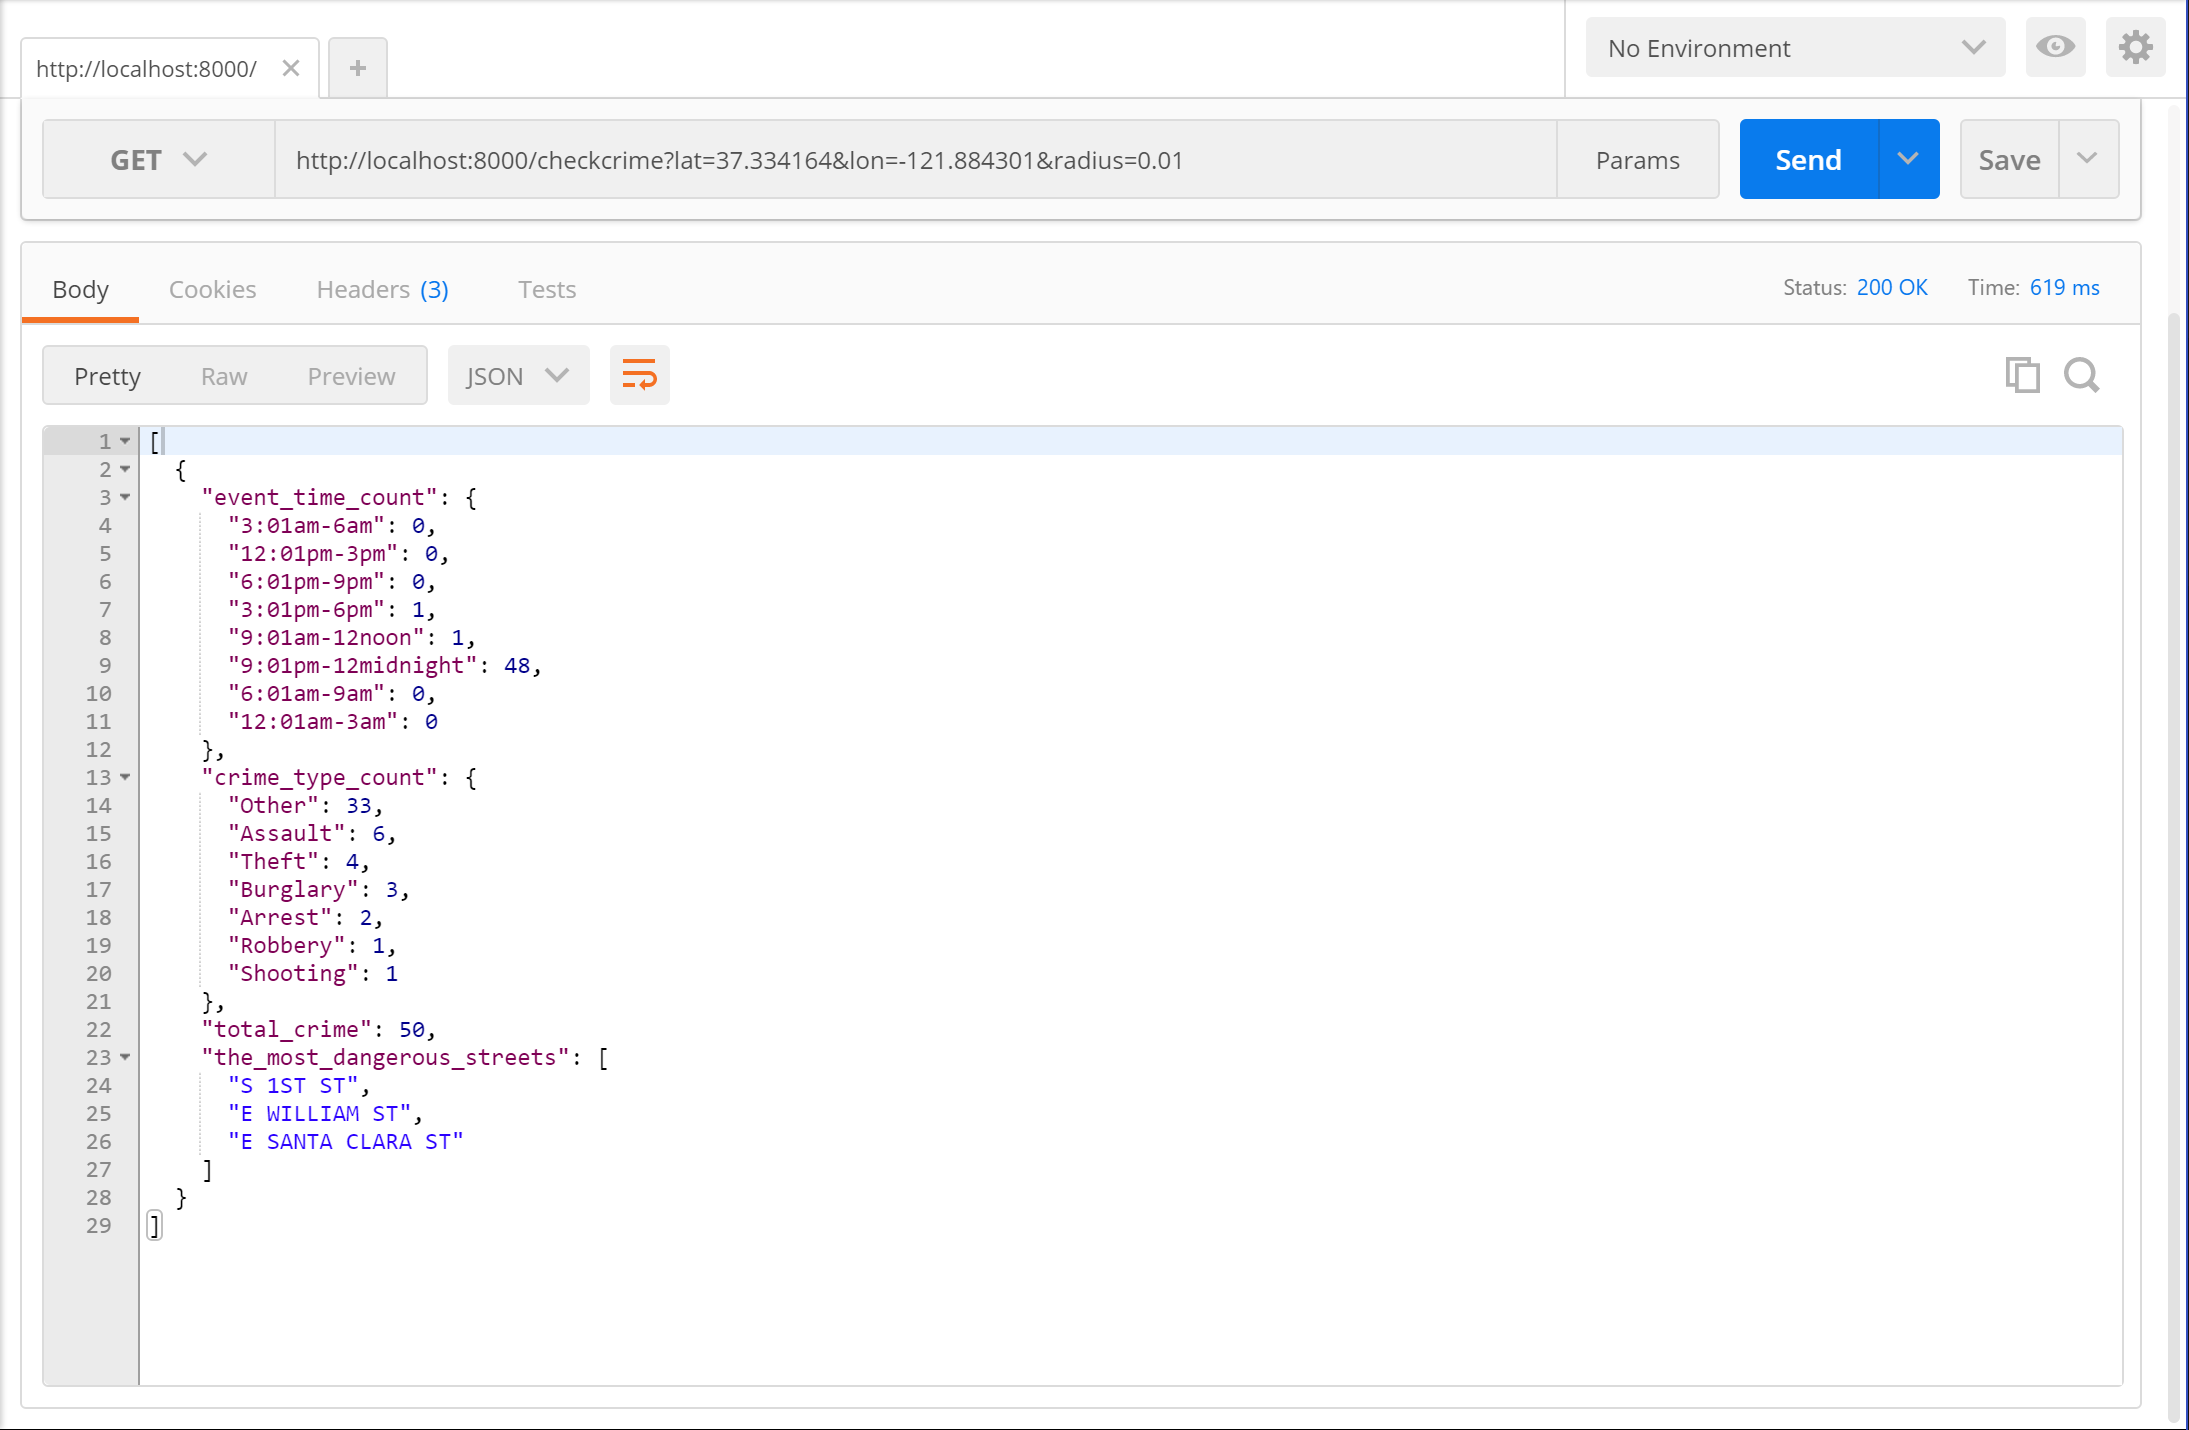 http://localhost:8000/
No Environment
GET http://localhost:8000/checkcrime?lat=37.334164&lon=-121.884301&radius=0.01 Params Send Save
Body Cookies Headers (3) Tests Status: 200 OK Time: 619 ms
Pretty Raw Preview JSON
1 [
2 {
3 "event_time_count": {
4 "3:01am-6am": 0,
5 "12:01pm-3pm": 0,
6 "6:01pm-9pm": 0,
7 "3:01pm-6pm": 1,
8 "9:01am-12noon": 1,
9 "9:01pm-12midnight": 48,
10 "6:01am-9am": 0,
11 "12:01am-3am": 0
12 },
13 "crime_type_count": {
14 "Other": 33,
15 "Assault": 6,
16 "Theft": 4,
17 "Burglary": 3,
18 "Arrest": 2,
19 "Robbery": 1,
20 "Shooting": 1
21 },
22 "total_crime": 50,
23 "the_most_dangerous_streets": [
24 "S 1ST ST",
25 "E WILLIAM ST",
26 "E SANTA CLARA ST"
27 ]
28 }
29 ]